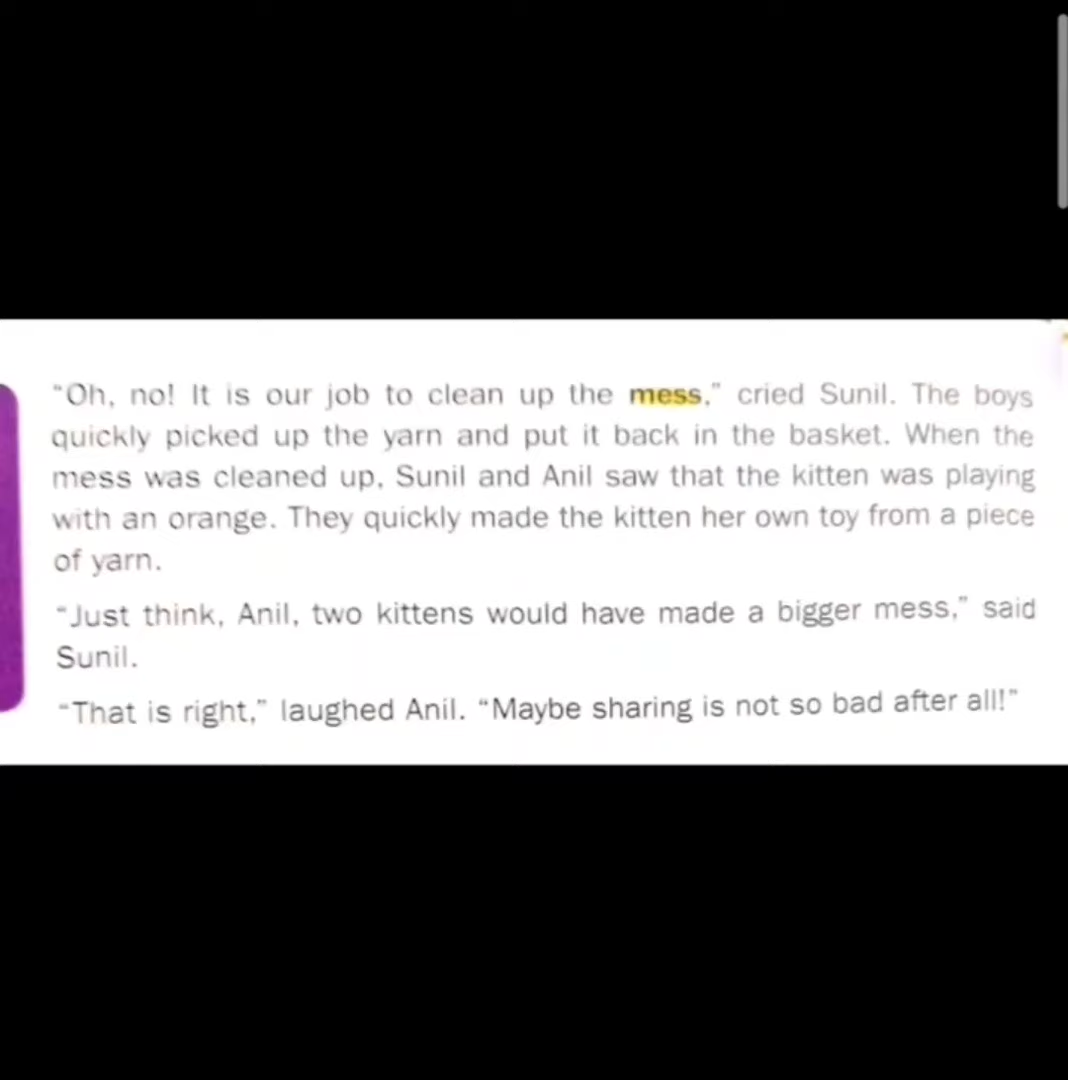 “Oh, no! It is our job to clean up the mess,” cried Sunil. The boys
quickly picked up the yarn and put it back in the basket. When the
mess was cleaned up, Sunil and Anil saw that the kitten was playing
with an orange. They quickly made the kitten her own toy from a piece
of yarn.
“Just think, Anil, two kittens would have made a bigger mess,” said
Sunil.
“That is right,” laughed Anil. “Maybe sharing is not so bad after all!”